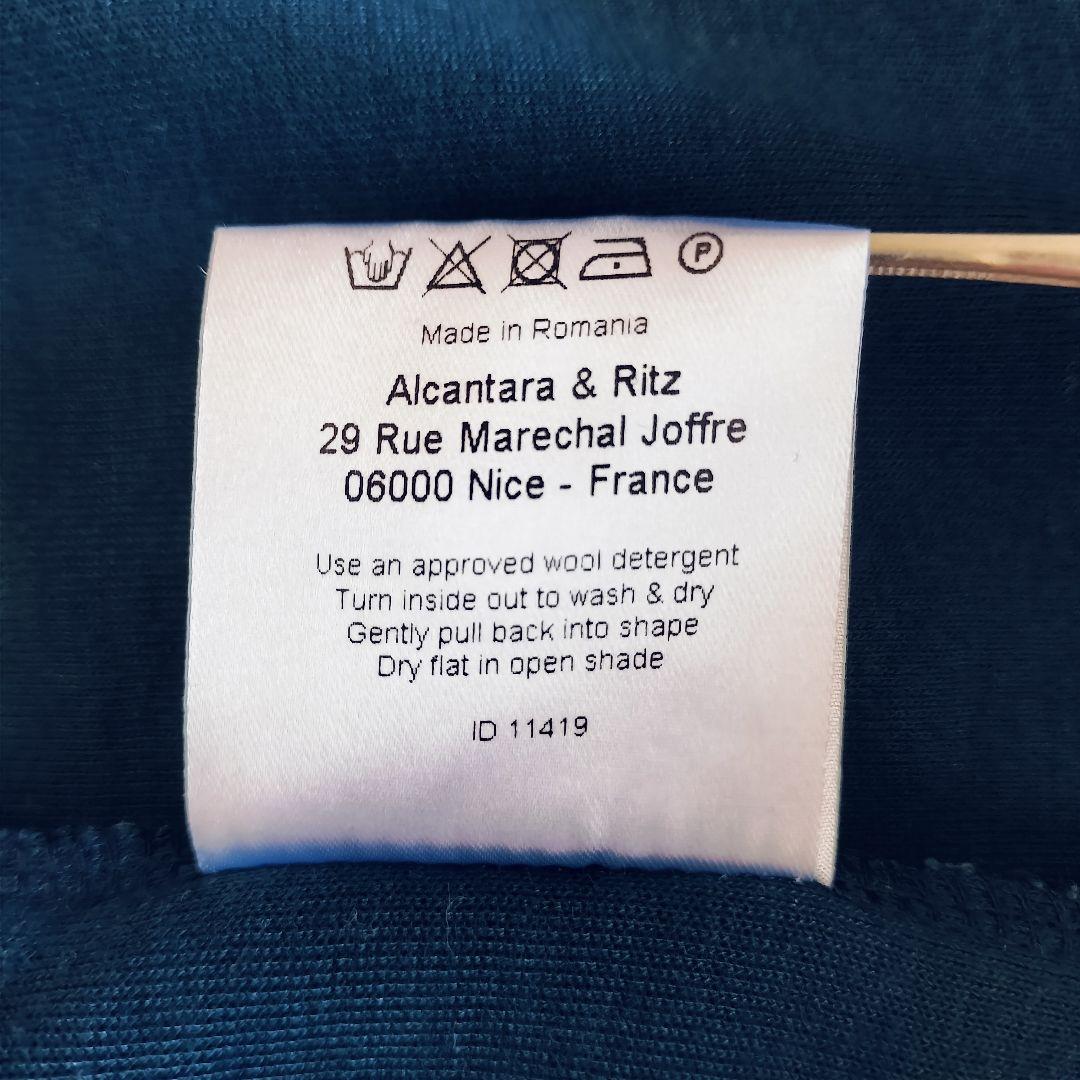 P
Made in Romania
Alcantara & Ritz
29 Rue Marechal Joffre
06000 Nice - France
Use an approved wool detergent
Turn inside out to wash & dry
Gently pull back into shape
Dry flat in open shade
ID 11419